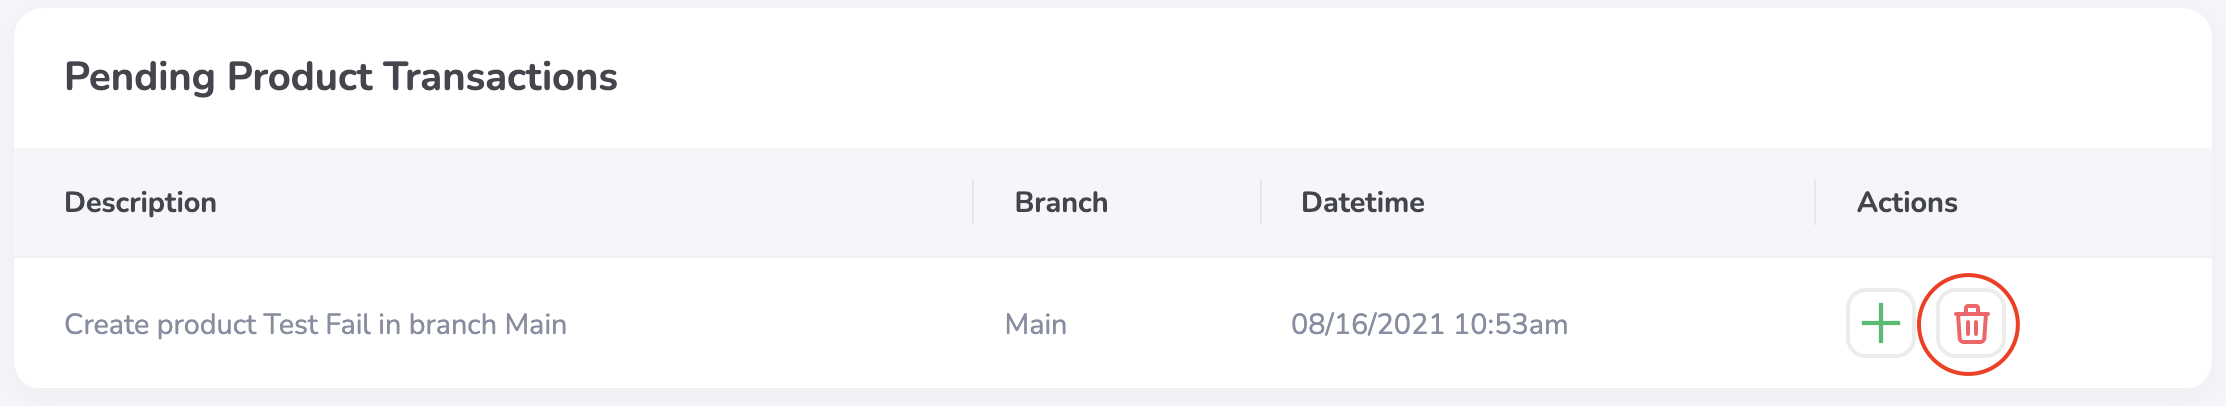 Pending Product Transactions
Description Branch Datetime Actions
Create product Test Fail in branch Main Main 08/16/2021 10:53am